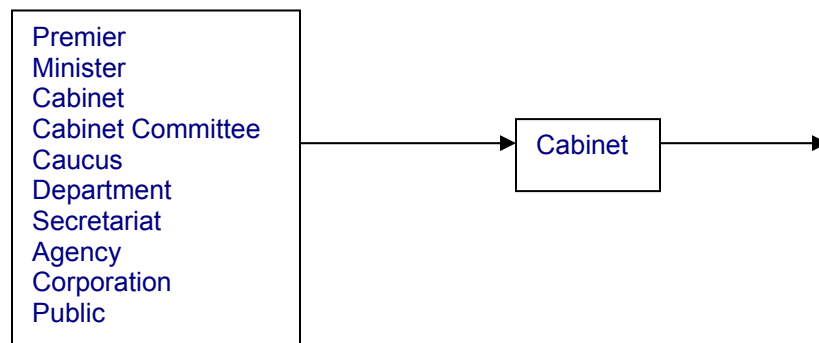 Premier
Minister
Cabinet
Cabinet Committee
Caucus
Department
Secretariat
Agency
Corporation
Public
Cabinet